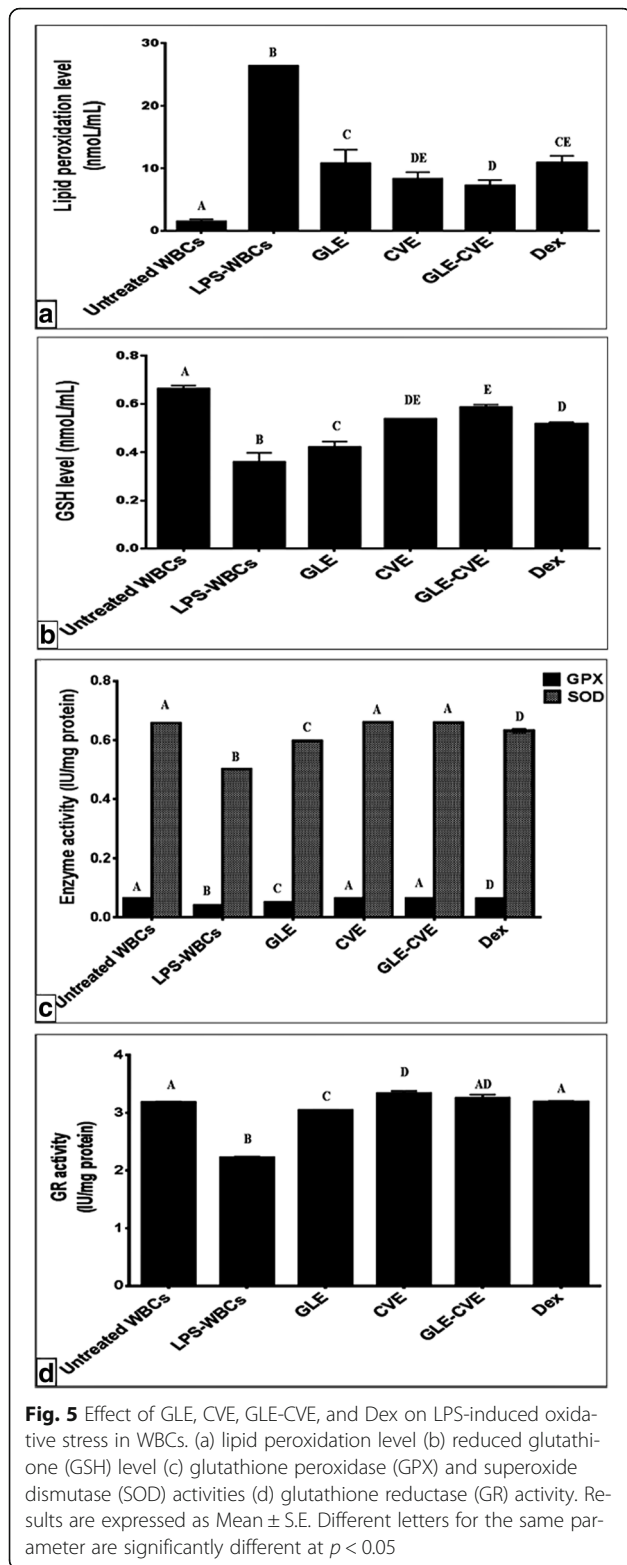 Lipid peroxidation level
(nmoL/mL)
30
20
10
0
A
B
C
DE
D
CE
Untreated WBCs
LPS-WBCs
GLE
CVE
GLE-CVE
Dex
a
GSH level (nmoL/mL)
0.8
0.6
0.4
0.2
0.0
A
B
C
DE
E
D
Untreated WBCs
LPS-WBCs
GLE
CVE
GLE-CVE
Dex
b
Enzyme activity (IU/mg protein)
0.8
0.6
0.4
0.2
0.0
GPX
SOD
A
A
B
B
C
C
A
A
A
A
D
D
Untreated WBCs
LPS-WBCs
GLE
CVE
GLE-CVE
Dex
c
GR activity
(IU/mg protein)
4
3
2
1
0
A
B
C
D
AD
A
Untreated WBCs
LPS-WBCs
GLE
CVE
GLE-CVE
Dex
d
Fig. 5 Effect of GLE, CVE, GLE-CVE, and Dex on LPS-induced oxida-
tive stress in WBCs. (a) lipid peroxidation level (b) reduced glutathi-
one (GSH) level (c) glutathione peroxidase (GPX) and superoxide
dismutase (SOD) activities (d) glutathione reductase (GR) activity. Re-
sults are expressed as Mean ± S.E. Different letters for the same par-
ameter are significantly different at p < 0.05